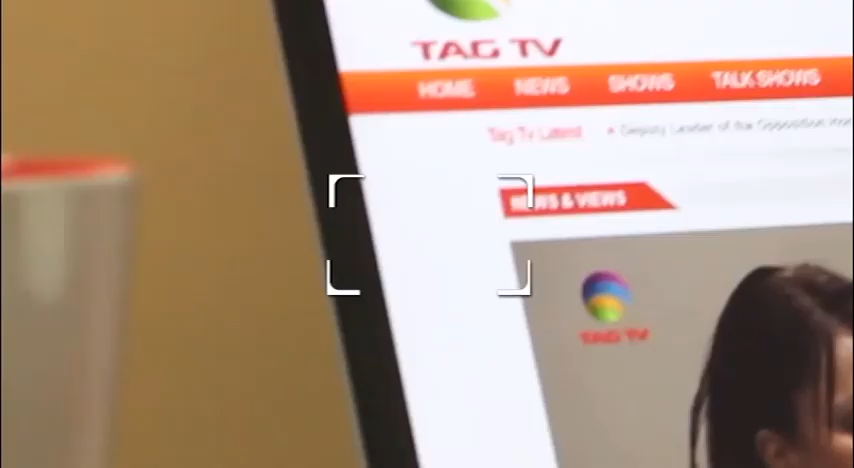 TAG TV
HOME NEWS SHOWS TALK SHOWS
Tag Tv Latest • Deputy Leader of the Opposition
NEWS & VIEWS
TAG TV